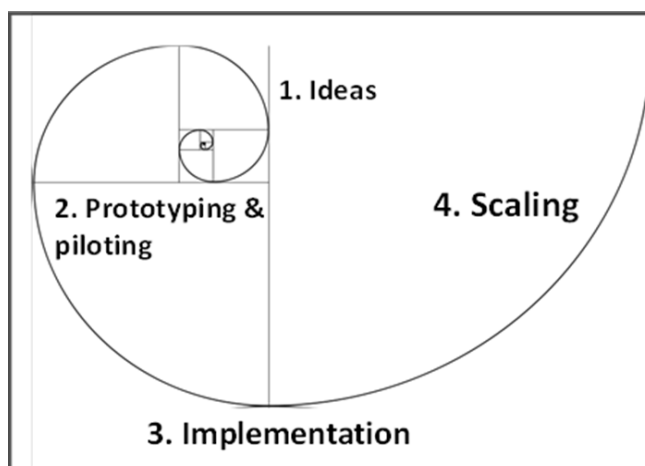 1. Ideas
2. Prototyping &
piloting
4. Scaling
3. Implementation